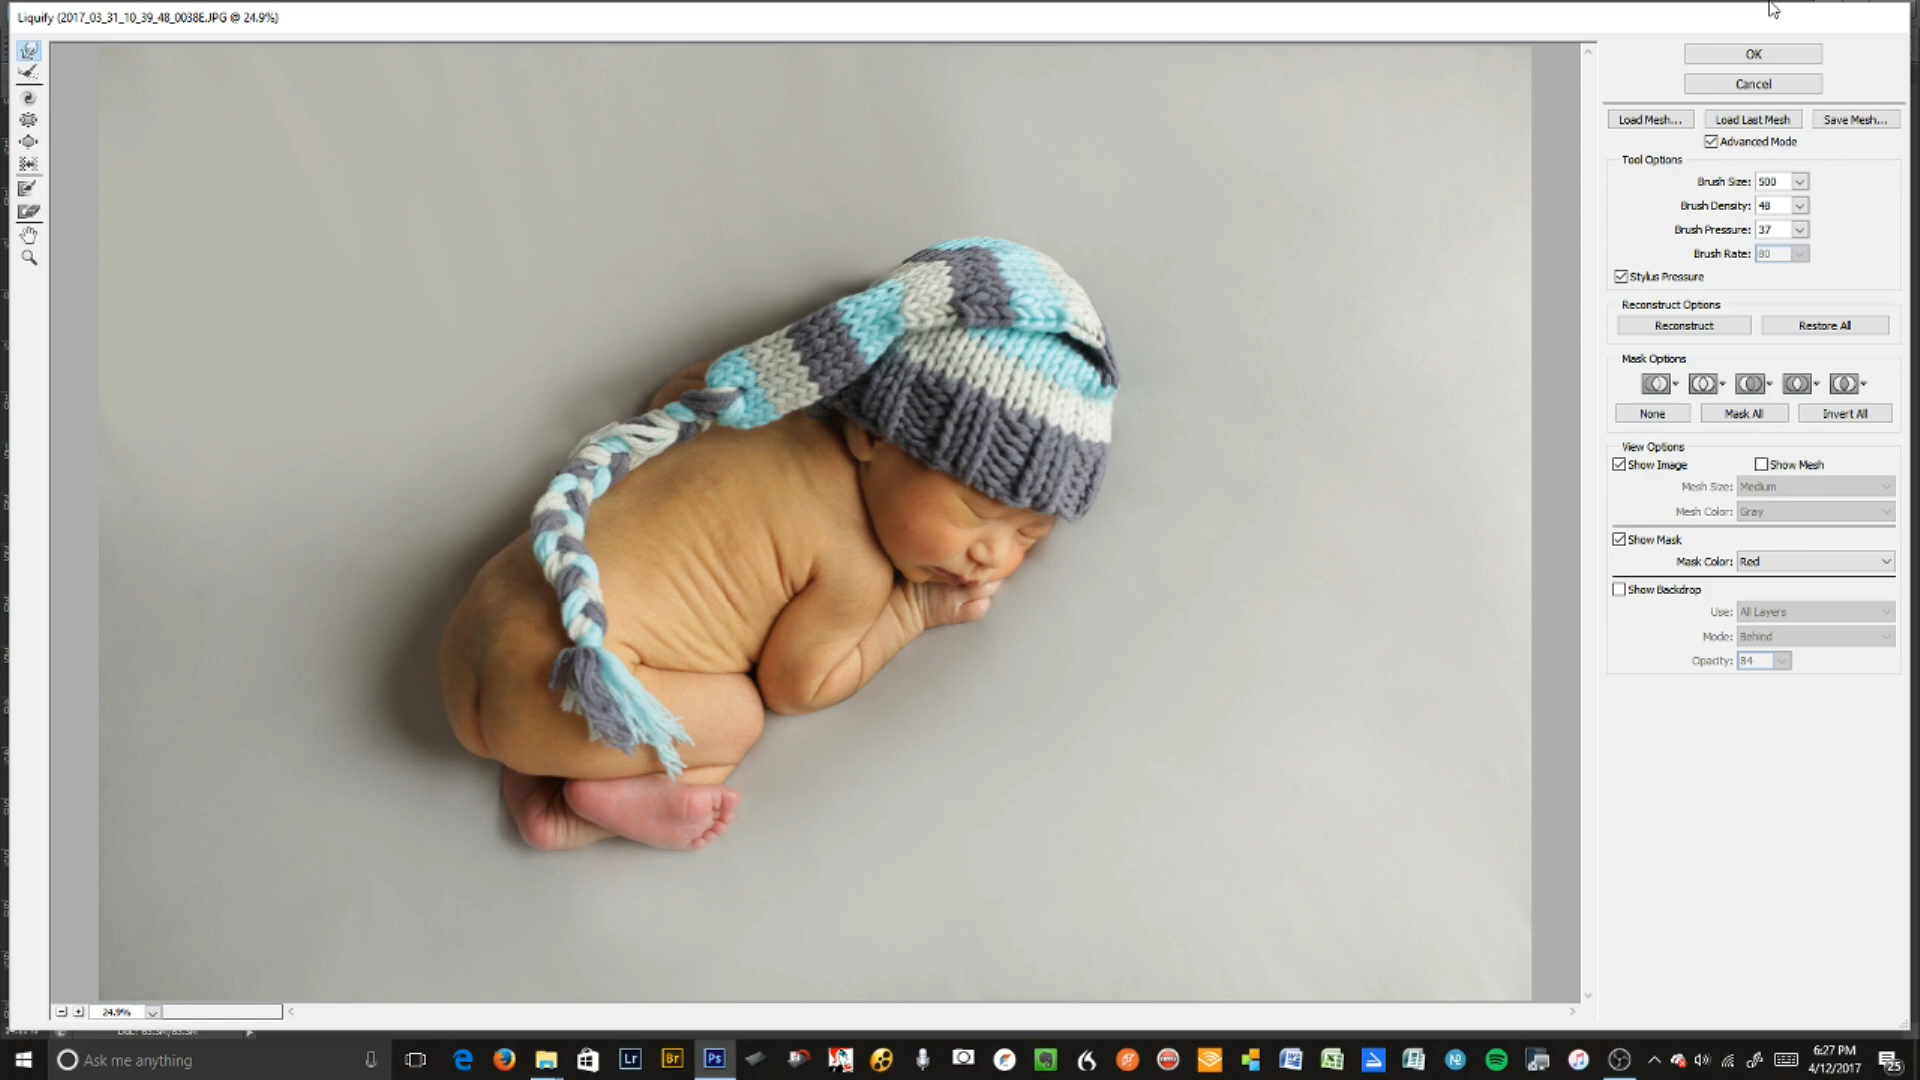 Liquify (2017_03_31_10_39_48_0038E.JPG @ 24.9%)
OK
Cancel
Load Mesh...
Load Last Mesh
Save Mesh...
Advanced Mode
Tool Options
Brush Size: 500
Brush Density: 48
Brush Pressure: 37
Brush Rate: 80
Stylus Pressure
Reconstruct Options
Reconstruct
Restore All
Mask Options
None
Mask All
Invert All
View Options
Show Image
Show Mesh
Mesh Size: Medium
Mesh Color: Gray
Show Mask
Mask Color: Red
Show Backdrop
Use: All Layers
Mode: Behind
Opacity: 84
24.9%
Ask me anything
Lr
Br
Ps
6:27 PM
4/12/2017
25